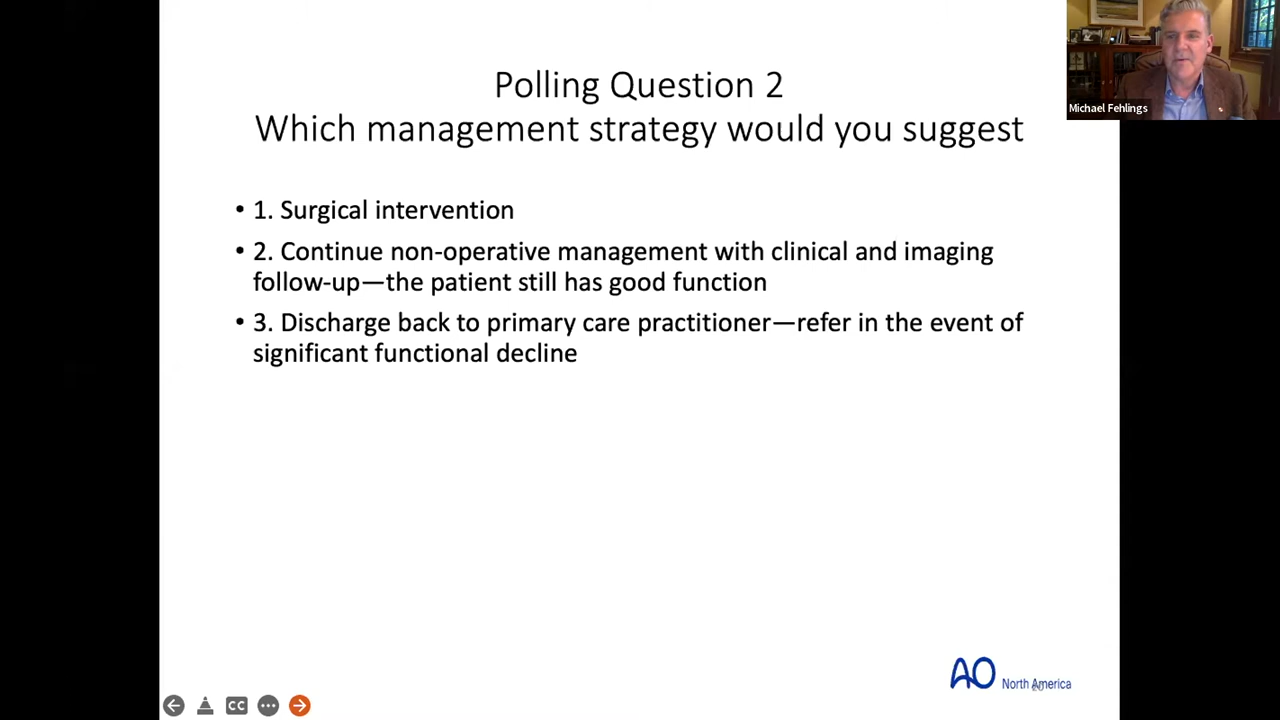 Polling Question 2
Which management strategy would you suggest
• 1. Surgical intervention
• 2. Continue non-operative management with clinical and imaging
follow-up—the patient still has good function
• 3. Discharge back to primary care practitioner—refer in the event of
significant functional decline
Michael Fehlings
AO North America
CC